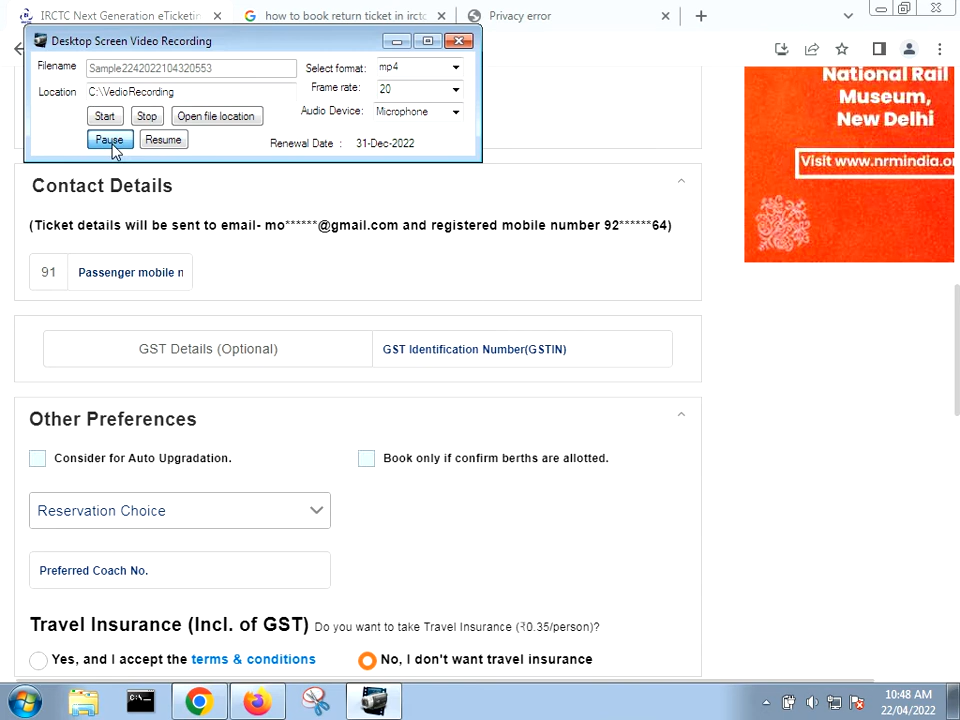 IRCTC Next Generation eTicketin
how to book return ticket in irctc
Privacy error
Desktop Screen Video Recording
Filename
Sample2242022104320553
Select format:
mp4
Location
C:\VedioRecording
Frame rate:
20
Start
Stop
Open file location
Audio Device:
Microphone
Pause
Resume
Renewal Date :
31-Dec-2022
National Rail
Museum,
New Delhi
Visit www.nrmindia.o
Contact Details
(Ticket details will be sent to email- mo******@gmail.com and registered mobile number 92******64)
91
Passenger mobile n
GST Details (Optional)
GST Identification Number(GSTIN)
Other Preferences
Consider for Auto Upgradation.
Book only if confirm berths are allotted.
Reservation Choice
Preferred Coach No.
Travel Insurance (Incl. of GST) Do you want to take Travel Insurance (₹0.35/person)?
Yes, and I accept the terms & conditions
No, I don't want travel insurance
10:48 AM
22/04/2022